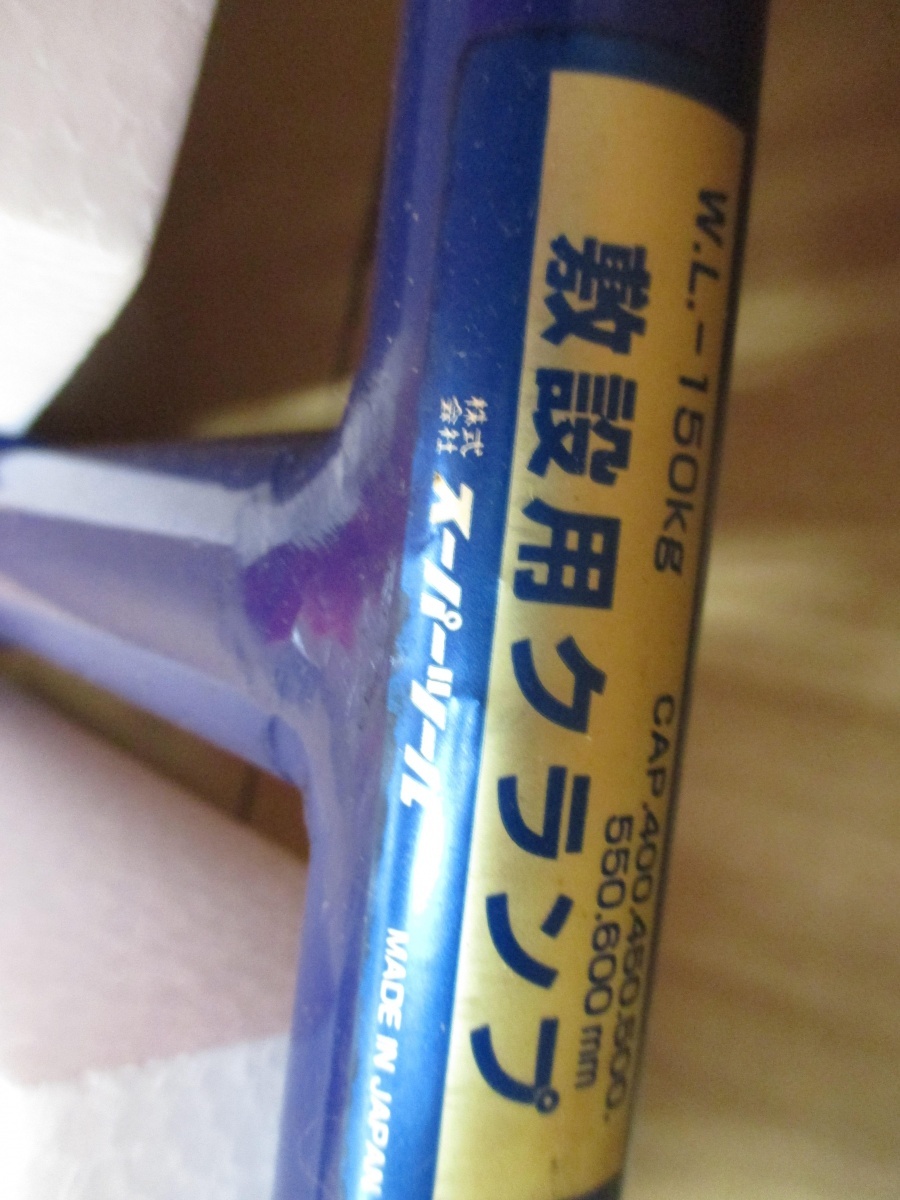 W.L.-150kg CAP.400.450.500.
550.600mm
敷設用クランプ
株式会社 スーパーツール MADE IN JAPAN